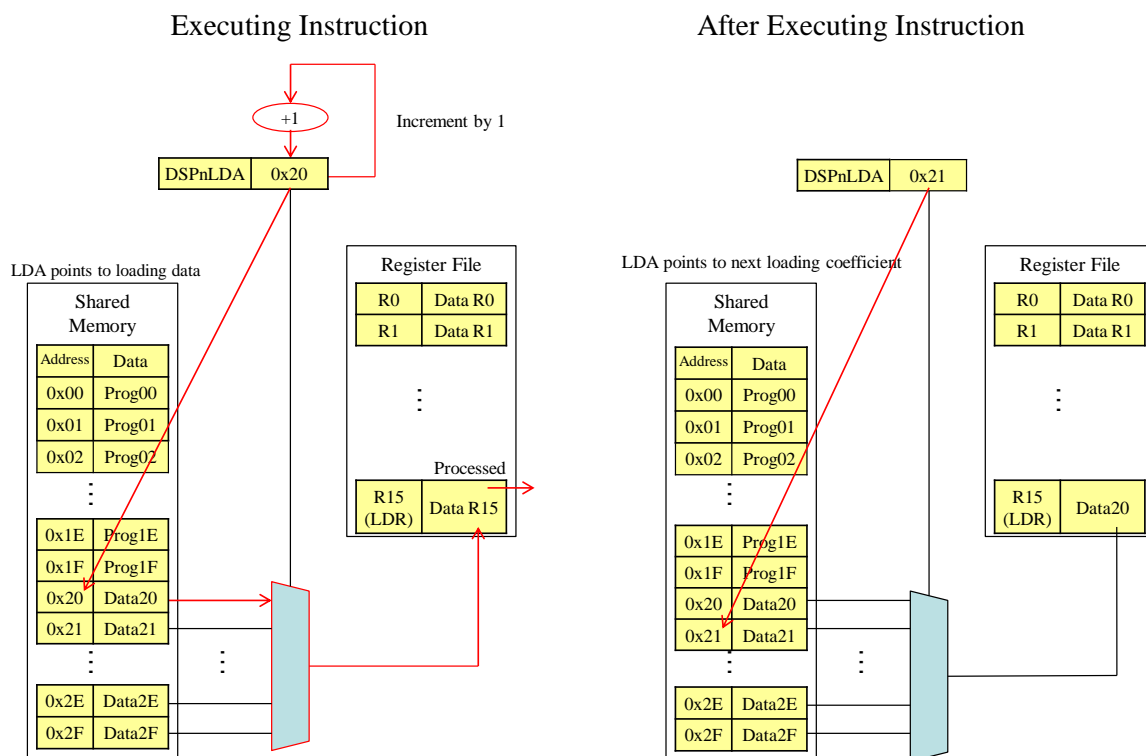 Executing Instruction
+1
Increment by 1
DSPnLDA 0x20
LDA points to loading data
Shared
Memory
Address Data
0x00 Prog00
0x01 Prog01
0x02 Prog02
⋮
0x1E Prog1E
0x1F Prog1F
0x20 Data20
0x21 Data21
⋮ ⋮
0x2E Data2E
0x2F Data2F
Register File
R0 Data R0
R1 Data R1
⋮
Processed
R15
(LDR) Data R15
After Executing Instruction
DSPnLDA 0x21
LDA points to next loading coefficient
Shared
Memory
Address Data
0x00 Prog00
0x01 Prog01
0x02 Prog02
⋮
0x1E Prog1E
0x1F Prog1F
0x20 Data20
0x21 Data21
⋮ ⋮
0x2E Data2E
0x2F Data2F
Register File
R0 Data R0
R1 Data R1
⋮
R15
(LDR) Data20